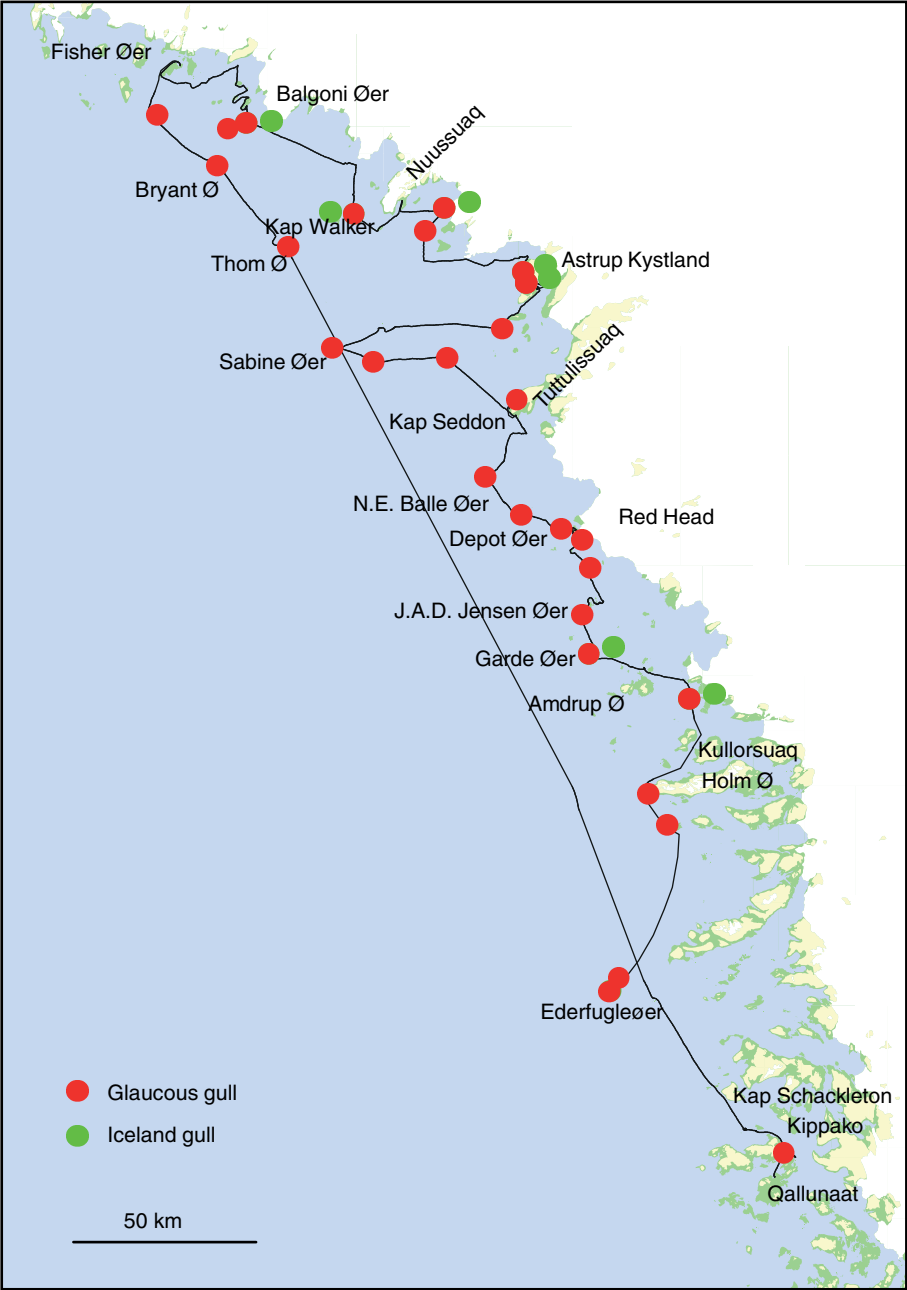 Fisher Øer
Balgoni Øer
Nuussuaq
Bryant Ø
Kap Walker
Thom Ø
Astrup Kystland
Tuttulissuaq
Sabine Øer
Kap Seddon
N.E. Balle Øer
Red Head
Depot Øer
J.A.D. Jensen Øer
Garde Øer
Amdrup Ø
Kullorsuaq
Holm Ø
Ederfugleøer
Glaucous gull
Iceland gull
Kap Schackleton
Kippako
Qallunaat
50 km